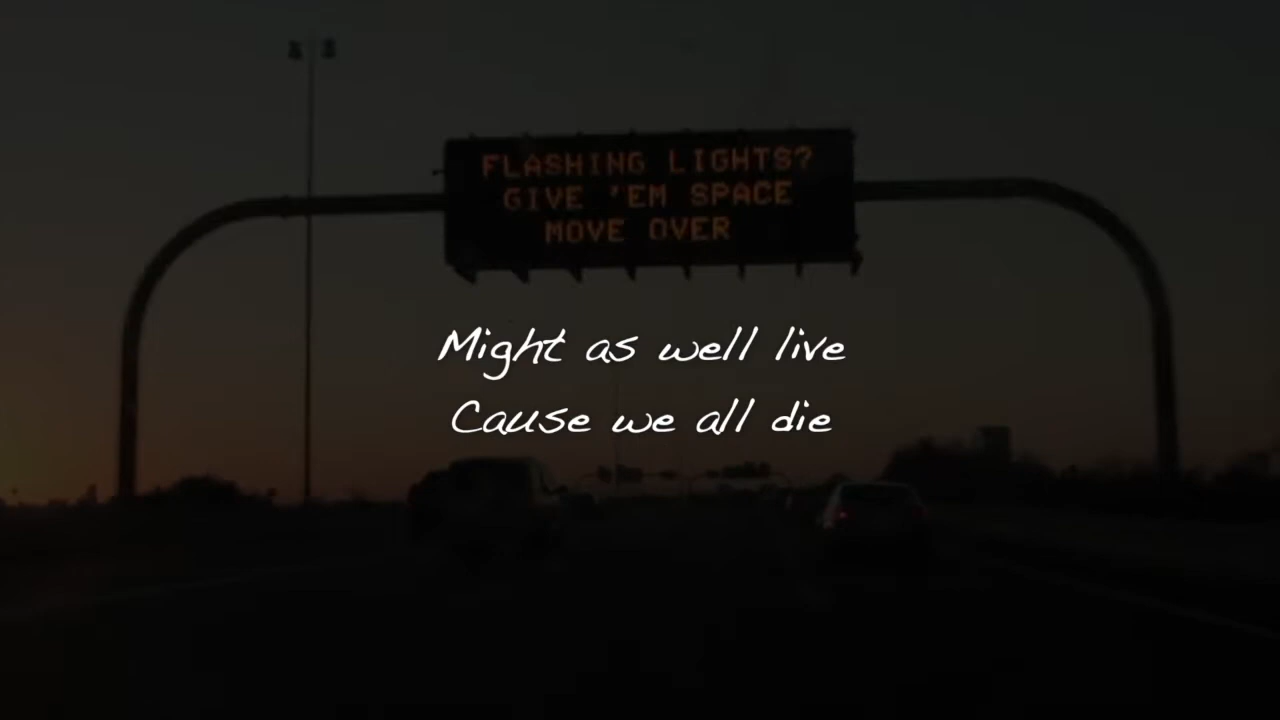 FLASHING LIGHTS?
GIVE 'EM SPACE
MOVE OVER
Might as well live
Cause we all die